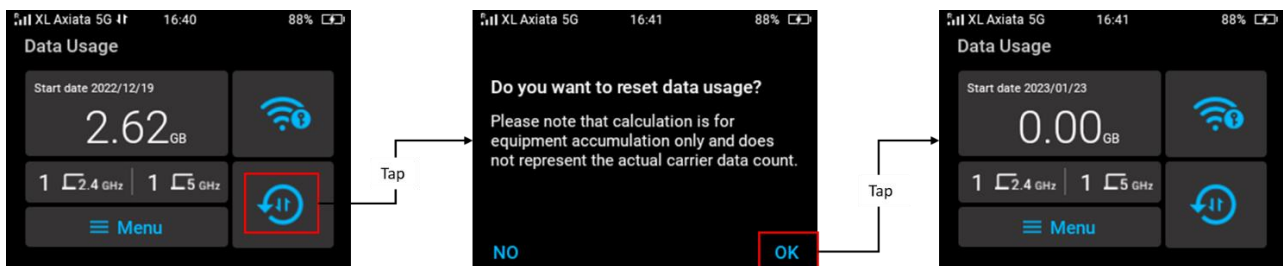 XL Axiata 5G 16:40 88%
Data Usage
Start date 2022/12/19
2.62 GB
1 2.4 GHz 1 5 GHz
Menu
Tap
XL Axiata 5G 16:41 88%
Do you want to reset data usage?
Please note that calculation is for
equipment accumulation only and does
not represent the actual carrier data count.
NO OK
Tap
XL Axiata 5G 16:41 88%
Data Usage
Start date 2023/01/23
0.00 GB
1 2.4 GHz 1 5 GHz
Menu